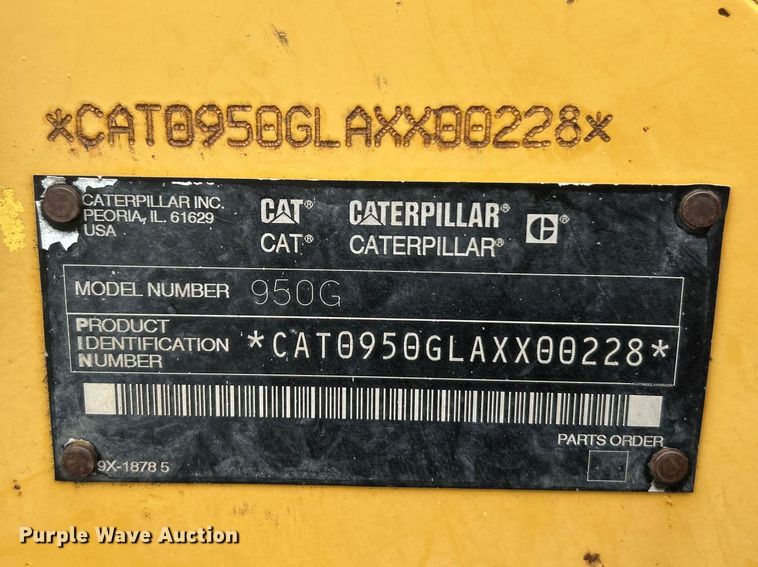 *CAT0950GLAXX00228*
CATERPILLAR INC.
PEORIA, IL. 61629
USA
CAT® CATERPILLAR® C®
CAT® CATERPILLAR®
MODEL NUMBER 950G
PRODUCT
IDENTIFICATION
NUMBER
*CAT0950GLAXX00228*
CAT0950GLAXX00228
PARTS ORDER
9X-1878 5
Purple Wave Auction